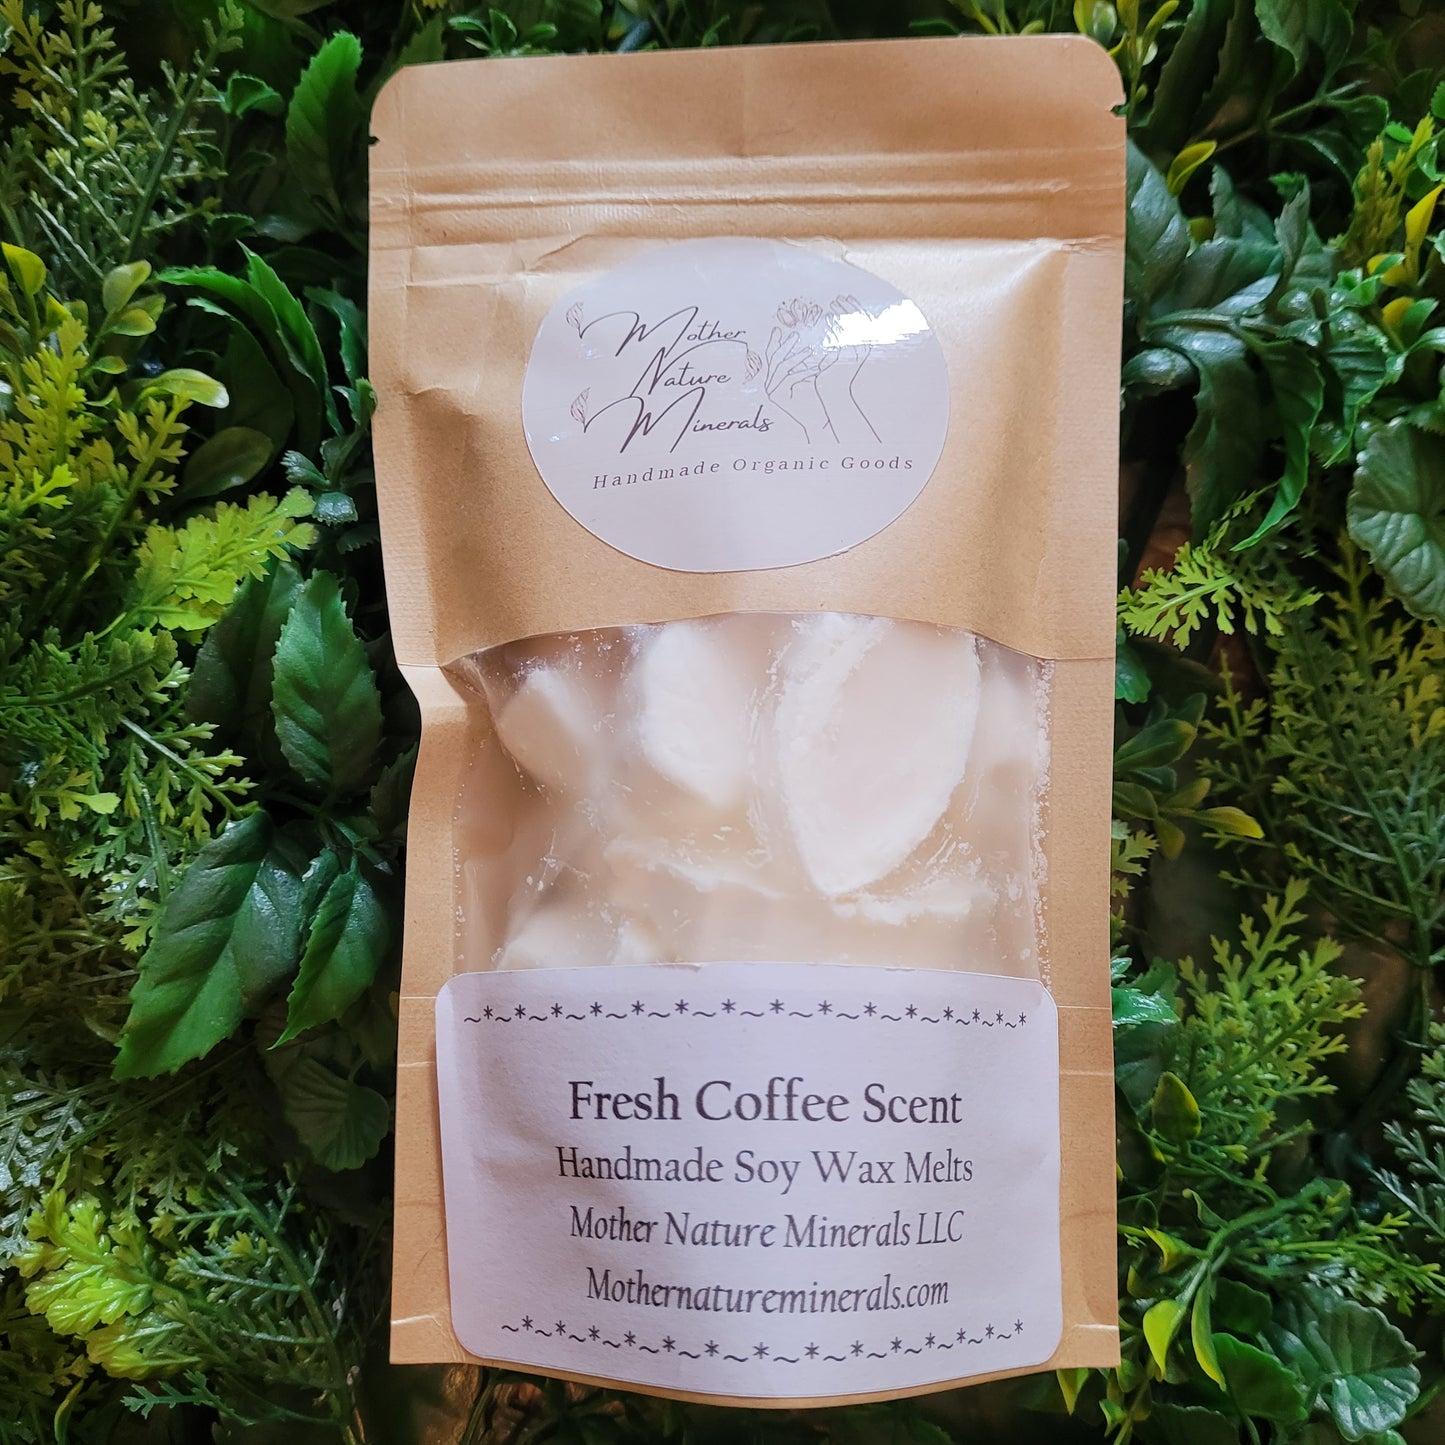 Mother
Nature
Minerals
Handmade Organic Goods
~*~*~*~*~*~*~*~*~*~*~*~*~*~*
Fresh Coffee Scent
Handmade Soy Wax Melts
Mother Nature Minerals LLC
Mothernatureminerals.com
~*~*~*~*~*~*~*~*~*~*~*~*~*~*